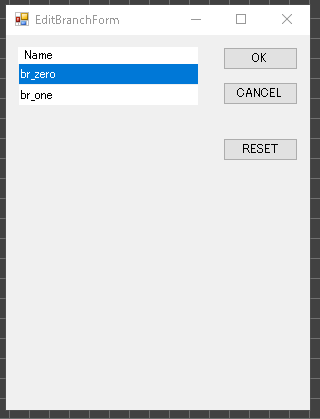 EditBranchForm
Name
br_zero
br_one
OK
CANCEL
RESET